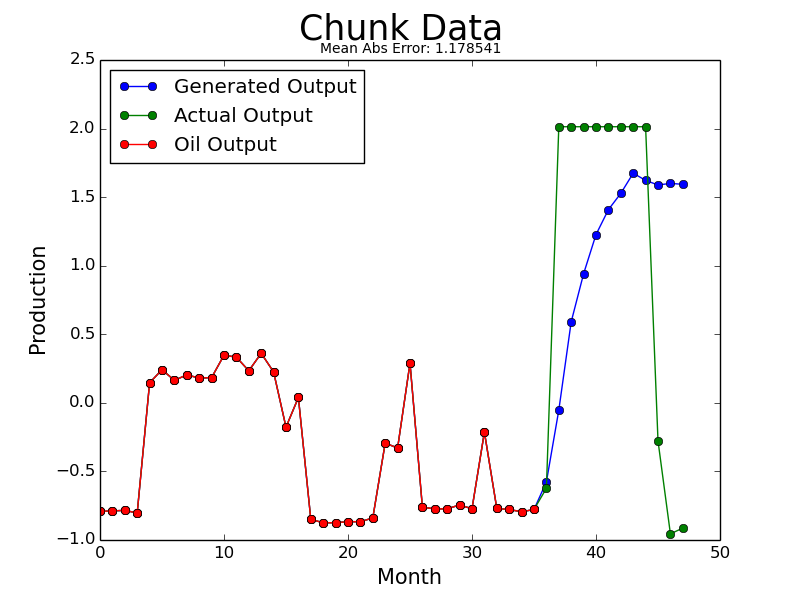 Chunk Data
Mean Abs Error: 1.178541
Generated Output
Actual Output
Oil Output
2.5
2.0
1.5
1.0
0.5
0.0
−0.5
−1.0
Production
0 10 20 30 40 50
Month